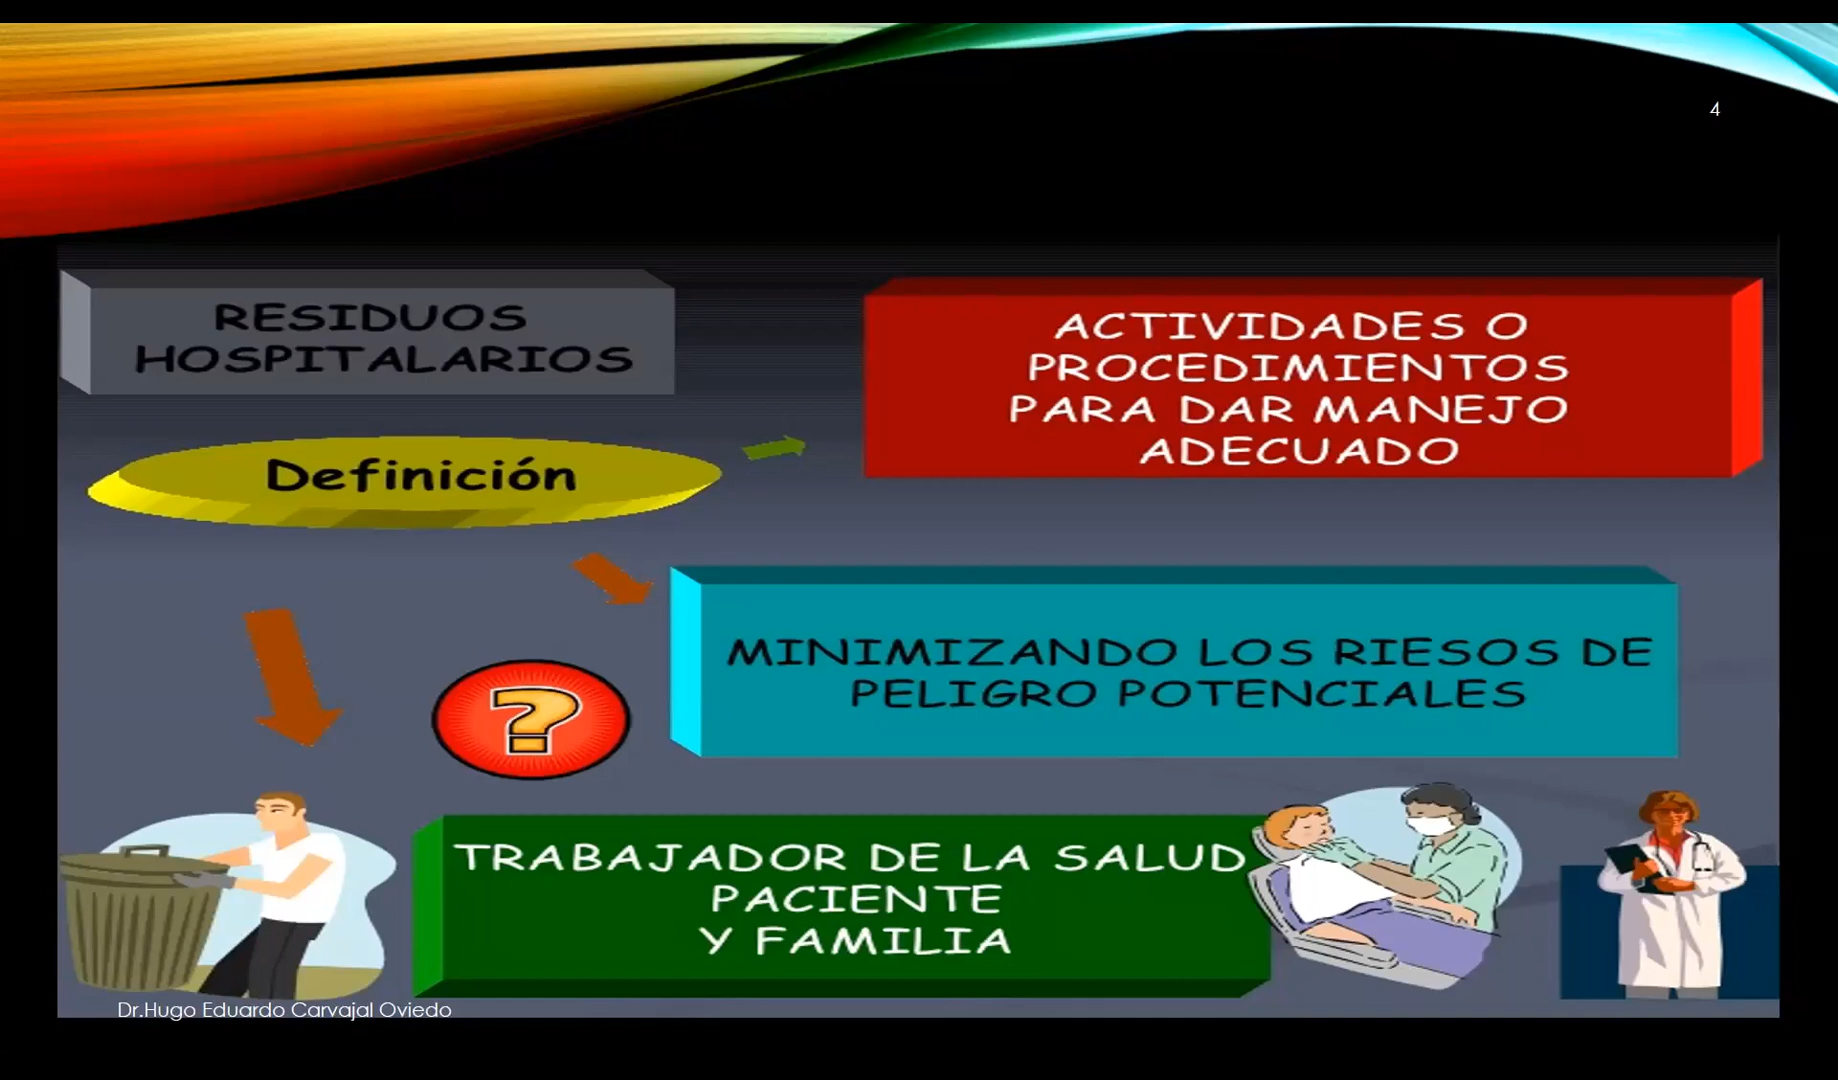 4
RESIDUOS
HOSPITALARIOS
ACTIVIDADES O
PROCEDIMIENTOS
PARA DAR MANEJO
ADECUADO
Definición
MINIMIZANDO LOS RIESOS DE
PELIGRO POTENCIALES
?
TRABAJADOR DE LA SALUD
PACIENTE
Y FAMILIA
Dr.Hugo Eduardo Carvajal Oviedo